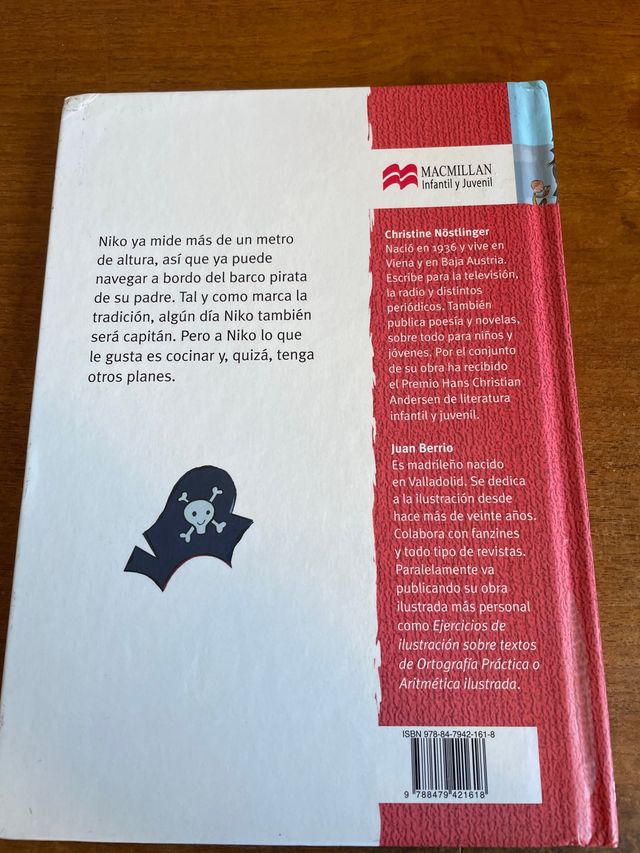 Niko ya mide más de un metro
de altura, así que ya puede
navegar a bordo del barco pirata
de su padre. Tal y como marca la
tradición, algún día Niko también
será capitán. Pero a Niko lo que
le gusta es cocinar y, quizá, tenga
otros planes.
MACMILLAN
Infantil y Juvenil
Christine Nöstlinger
Nació en 1936 y vive en
Viena y en Baja Austria.
Escribe para la televisión,
la radio y distintos
periódicos. También
publica poesía y novelas,
sobre todo para niños y
jóvenes. Por el conjunto
de su obra ha recibido
el Premio Hans Christian
Andersen de literatura
infantil y juvenil.
Juan Berrio
Es madrileño nacido
en Valladolid. Se dedica
a la ilustración desde
hace más de veinte años.
Colabora con fanzines
y todo tipo de revistas.
Paralelamente va
publicando su obra
ilustrada más personal
como Ejercicios de
ilustración sobre textos
de Ortografía Práctica o
Aritmética ilustrada.
ISBN 978-84-7942-161-8
9 788479 421618